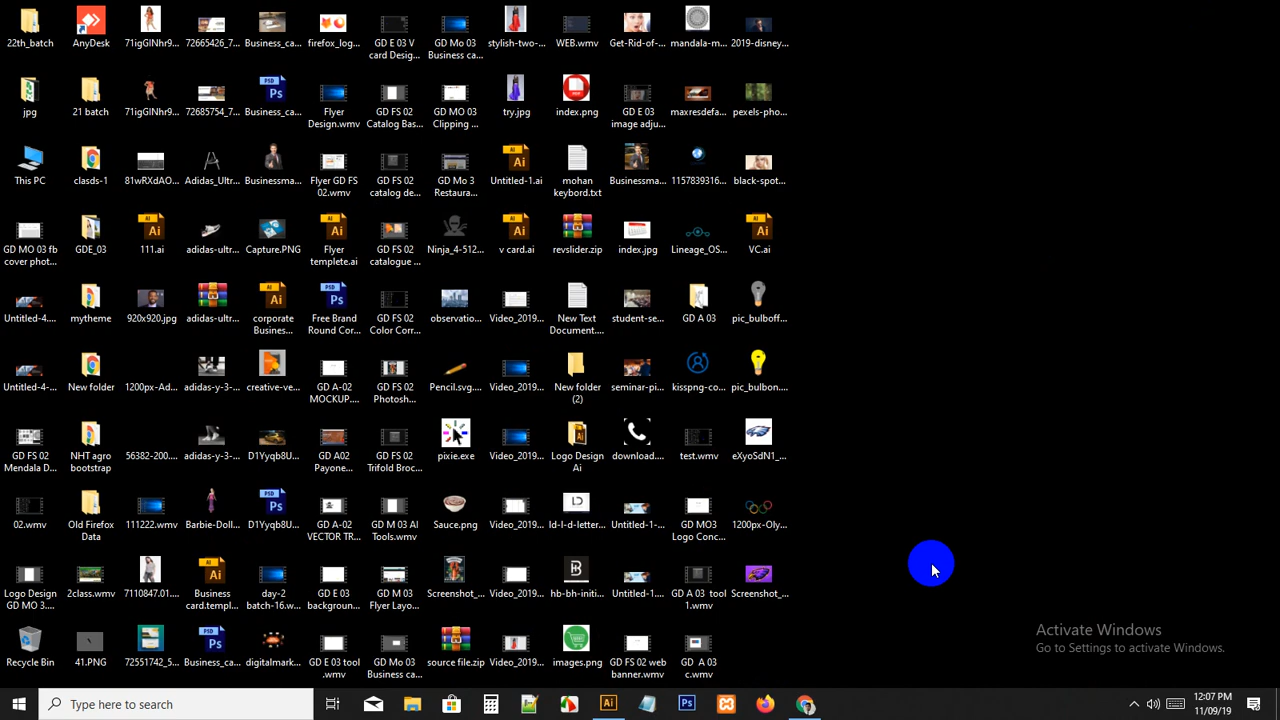 22th_batch
AnyDesk
71igGINhr9...
72665426_7...
Business_ca...
firefox_log...
GD E 03 V
card Desig...
GD Mo 03
Business ca...
stylish-two-...
WEB.wmv
Get-Rid-of-...
mandala-m...
2019-disney...
jpg
21 batch
71igGINhr9...
72685754_7...
Business_ca...
Flyer
Design.wmv
GD FS 02
Catalog Bas...
GD MO 03
Clipping ...
try.jpg
index.png
GD E 03
image adju...
maxresdefa...
pexels-pho...
This PC
clasds-1
81wRXdAO...
Adidas_Ultr...
Businessma...
Flyer GD FS
02.wmv
GD FS 02
catalog de...
GD Mo 3
Restaura...
Untitled-1.ai
mohan
keybord.txt
Businessma...
1157839316...
black-spot...
GD MO 03 fb
cover phot...
GDE_03
111.ai
adidas-ultr...
Capture.PNG
Flyer
templete.ai
GD FS 02
catalogue ...
Ninja_4-512...
v card.ai
revslider.zip
index.jpg
Lineage_OS...
VC.ai
Untitled-4....
mytheme
920x920.jpg
adidas-ultr...
corporate
Busines...
Free Brand
Round Cor...
GD FS 02
Color Corr...
observatio...
Video_2019...
New Text
Document....
student-se...
GD A 03
pic_bulboff...
Untitled-4-...
New folder
1200px-Ad...
adidas-y-3-...
creative-ve...
GD A-02
MOCKUP....
GD FS 02
Photosh...
Pencil.svg....
Video_2019...
New folder
(2)
seminar-pi...
kisspng-co...
pic_bulbon....
GD FS 02
Mendala D...
NHT agro
bootstrap
56382-200....
adidas-y-3-...
D1Yyqb8U...
GD A02
Payone...
GD FS 02
Trifold Broc...
pixie.exe
Video_2019...
Logo Design
Ai
download....
test.wmv
eXyoSdN1_...
02.wmv
Old Firefox
Data
111222.wmv
Barbie-Doll...
D1Yyqb8U...
GD A-02
VECTOR TR...
GD M 03 AI
Tools.wmv
Sauce.png
Video_2019...
ld-l-d-letter...
Untitled-1-...
GD MO3
Logo Conc...
1200px-Oly...
Logo Design
GD MO 3....
2class.wmv
7110847.01...
Business
card.templ...
day-2
batch-16.w...
GD E 03
backgroun...
GD M 03
Flyer Layo...
Screenshot_...
Video_2019...
hb-bh-initi...
Untitled-1....
GD A 03 tool
1.wmv
Screenshot_...
Recycle Bin
41.PNG
72551742_5...
Business_ca...
digitalmark...
GD E 03 tool
.wmv
GD Mo 03
Business ca...
source file.zip
Video_2019...
images.png
GD FS 02 web
banner.wmv
GD A 03
c.wmv
Activate Windows
Go to Settings to activate Windows.
Type here to search
12:07 PM
11/09/19